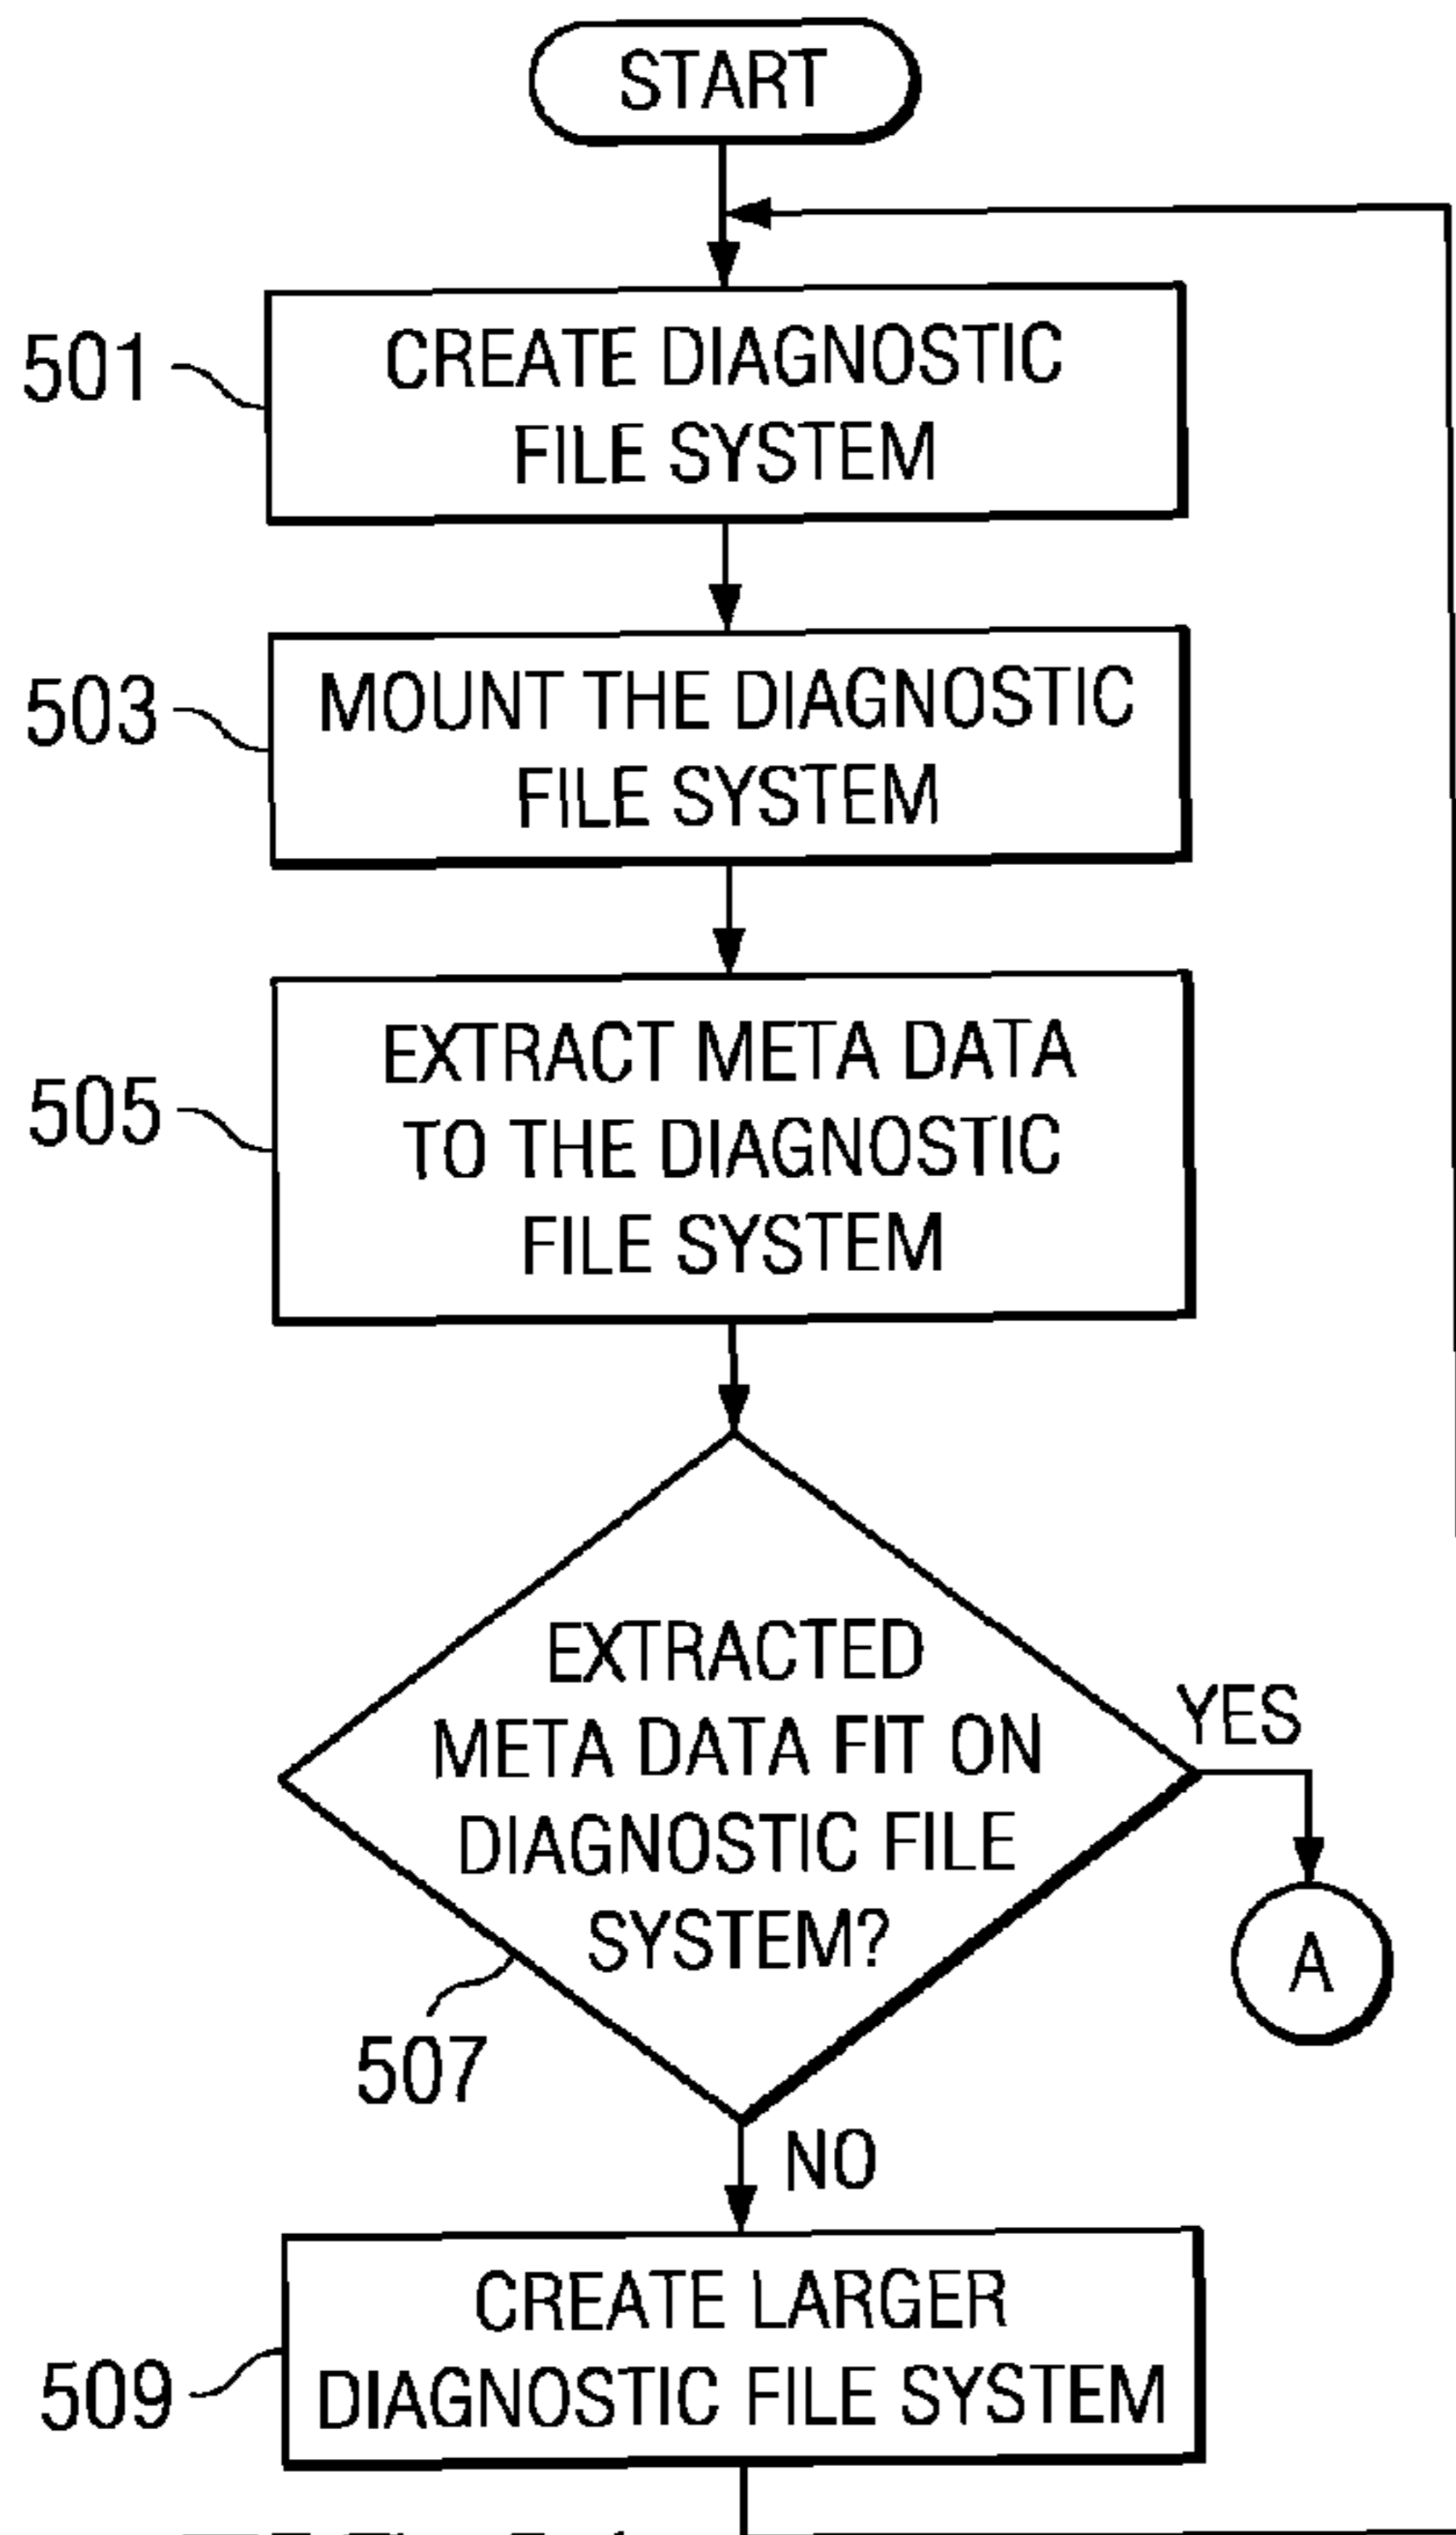 START
501
CREATE DIAGNOSTIC
FILE SYSTEM
503
MOUNT THE DIAGNOSTIC
FILE SYSTEM
505
EXTRACT META DATA
TO THE DIAGNOSTIC
FILE SYSTEM
EXTRACTED
META DATA FIT ON
DIAGNOSTIC FILE
SYSTEM?
YES
A
507
NO
509
CREATE LARGER
DIAGNOSTIC FILE SYSTEM